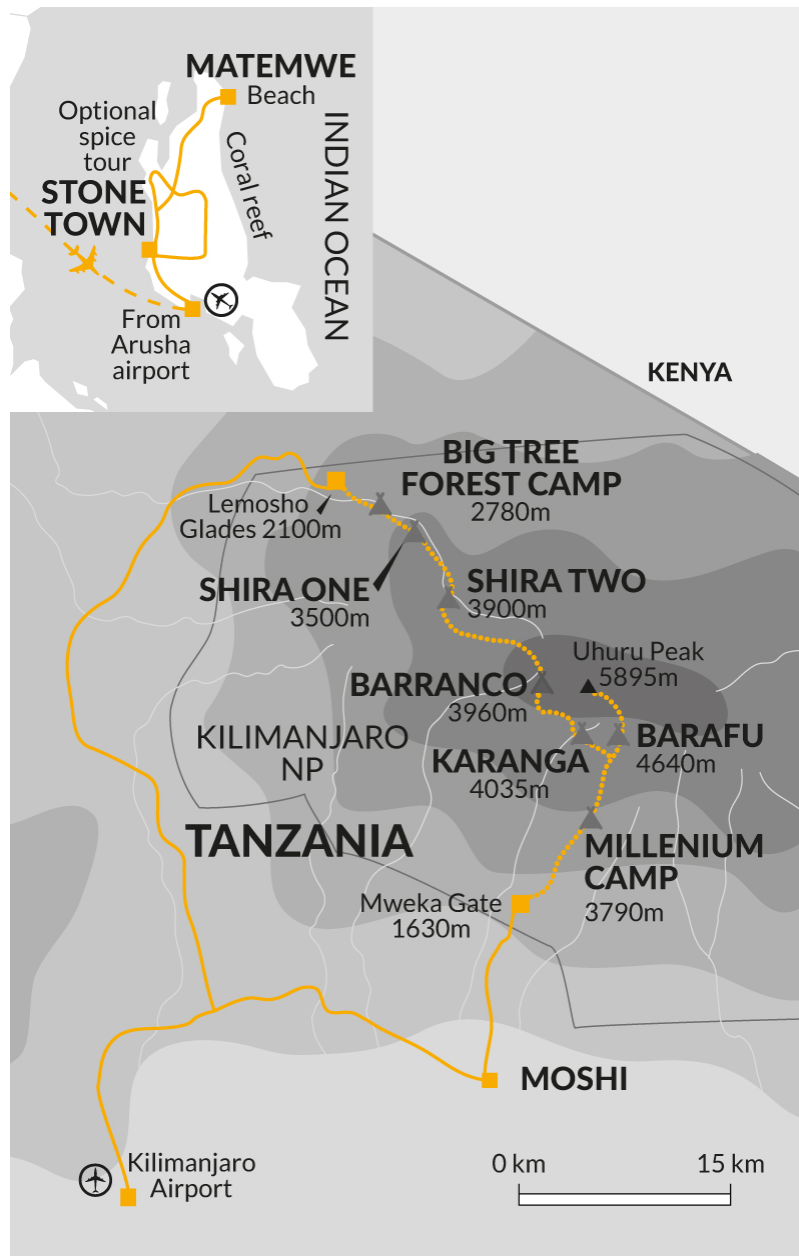 MATEMWE
Beach
Optional
spice
tour
STONE
TOWN
Coral reef
INDIAN OCEAN
From
Arusha
airport
KENYA
BIG TREE
FOREST CAMP
2780m
Lemosho
Glades 2100m
SHIRA ONE
3500m
SHIRA TWO
3900m
Uhuru Peak
5895m
BARRANCO
3960m
KILIMANJARO
NP
KARANGA
4035m
BARAFU
4640m
TANZANIA
MILLENIUM
CAMP
3790m
Mweka Gate
1630m
MOSHI
Kilimanjaro
Airport
0 km
15 km